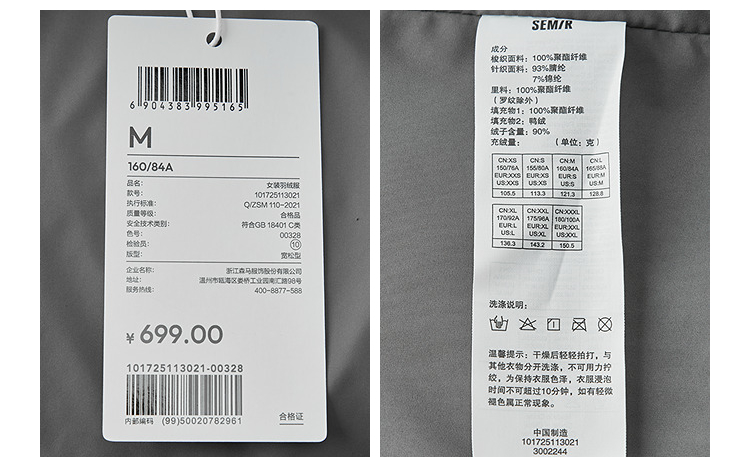 6 904383 995165
M
160/84A
品名: 女装羽绒服
款号: 101725113021
执行标准: Q/ZSM 110-2021
质量等级: 合格品
安全技术类别: 符合GB 18401 C类
色号: 00328
检验员: 10
版型: 宽松型
企业名称: 浙江森马服饰股份有限公司
地址: 温州市瓯海区娄桥工业园南汇路98号
服务热线: 400-8877-588
¥ 699.00
101725113021-00328
内部编码 (99)50020782961
合格证
SEMIR
成分
梭织面料: 100%聚酯纤维
针织面料: 93%腈纶
7%锦纶
里料: 100%聚酯纤维
(罗纹除外)
填充物1: 100%聚酯纤维
填充物2: 鸭绒
绒子含量: 90%
充绒量: (单位: 克)
CN:XS CN:S CN:M CN:L
160/76A 155/80A 160/84A 165/88A
EUR:XXS EUR:XS EUR:S EUR:M
US:XXS US:XS US:S US:M
105.5 113.3 121.3 128.8
CN:XL CN:XXL CN:XXXL
170/92A 175/96A 180/100A
EUR:L EUR:XL EUR:XXL
US:L US:XL US:XXL
136.3 143.2 150.5
洗涤说明:
温馨提示: 干燥后轻轻拍打, 与
其他衣物分开洗涤, 不可用力拧
绞, 为保持衣服色泽, 衣服浸泡
时间不可超过10分钟, 如有轻微
褪色属正常现象。
中国制造
101725113021
3002244